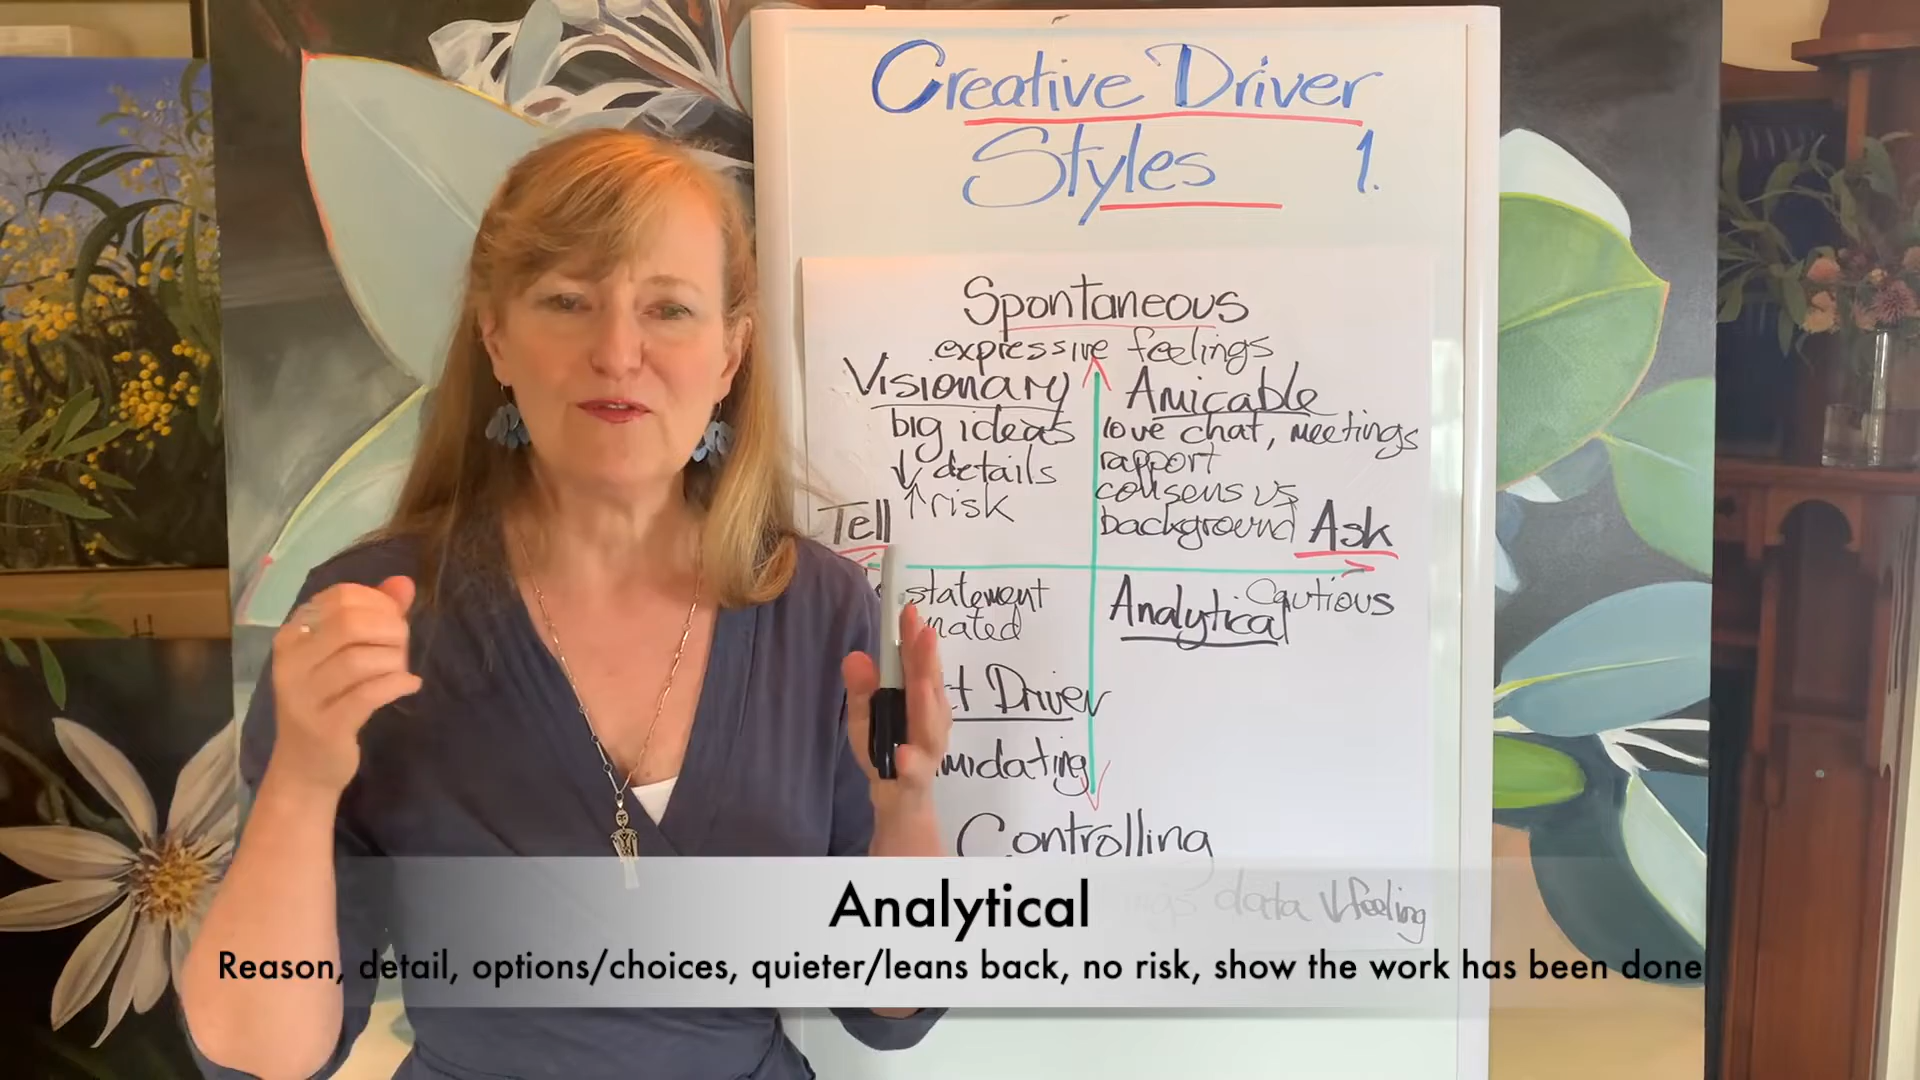 Creative Driver
Styles 1.
Spontaneous
expressive feelings
Visionary
big ideas
↓ details
↑ risk
Tell
Amicable
love chat, meetings
rapport
consensus
background
Ask
statement
Driver
Analytical
Cautious
Controlling
data ↓ feeling
Analytical
Reason, detail, options/choices, quieter/leans back, no risk, show the work has been done